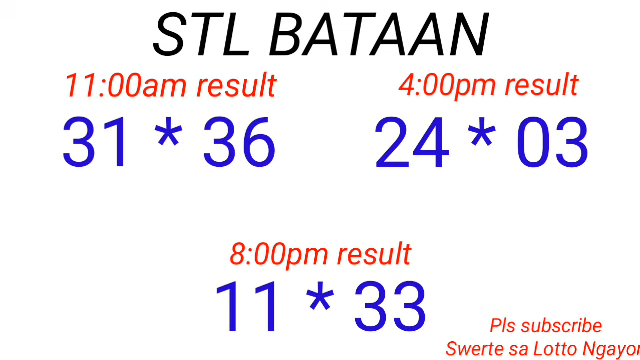 STL BATAAN
11:00am result
31 * 36
4:00pm result
24 * 03
8:00pm result
11 * 33
Pls subscribe
Swerte sa Lotto Ngayon